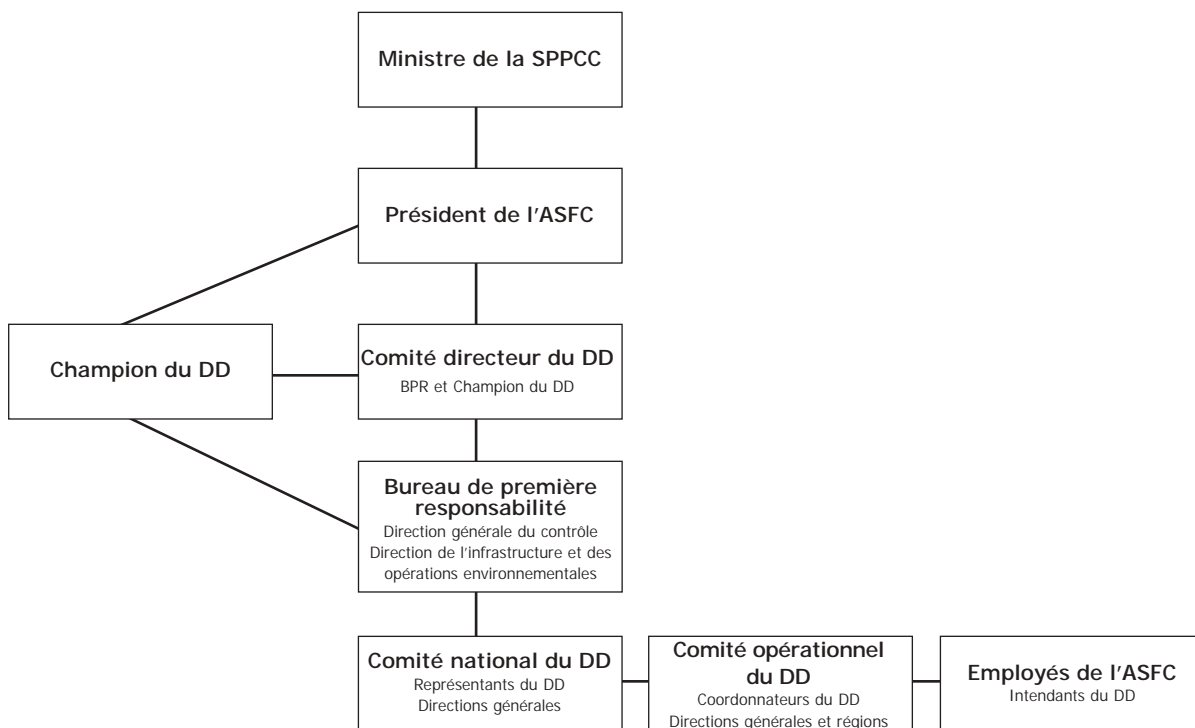 Ministre de la SPPCC
Président de l'ASFC
Champion du DD
Comité directeur du DD
BPR et Champion du DD
Bureau de première
responsabilité
Direction générale du contrôle
Direction de l'infrastructure et des
opérations environnementales
Comité national du DD
Représentants du DD
Directions générales
Comité opérationnel
du DD
Coordonnateurs du DD
Directions générales et régions
Employés de l'ASFC
Intendants du DD